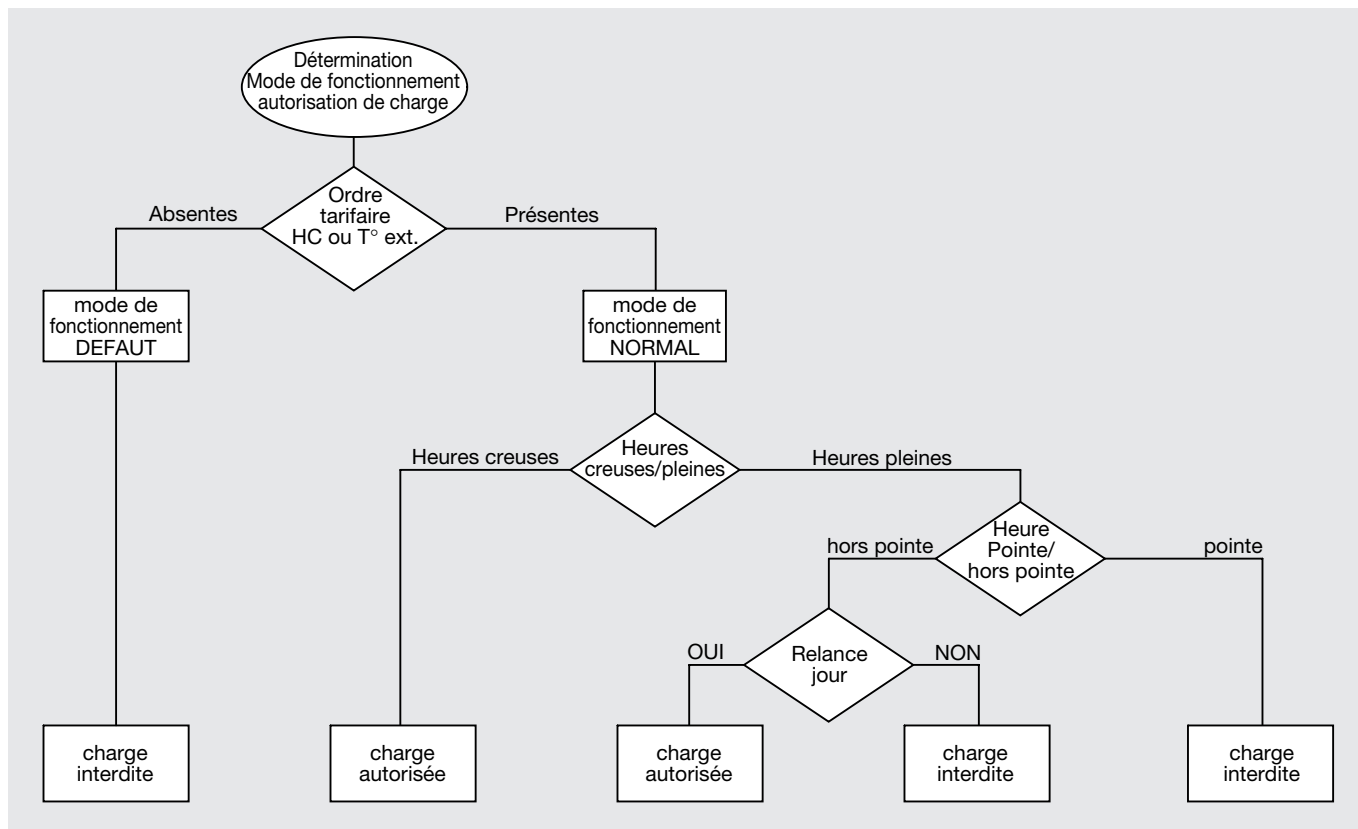 Détermination
Mode de fonctionnement
autorisation de charge
Ordre
tarifaire
HC ou T° ext.
Absentes
Présentes
mode de
fonctionnement
DEFAUT
mode de
fonctionnement
NORMAL
Heures creuses
Heures
creuses/pleines
Heures pleines
hors pointe
Heure
Pointe/
hors pointe
pointe
OUI
Relance
jour
NON
charge
interdite
charge
autorisée
charge
autorisée
charge
interdite
charge
interdite